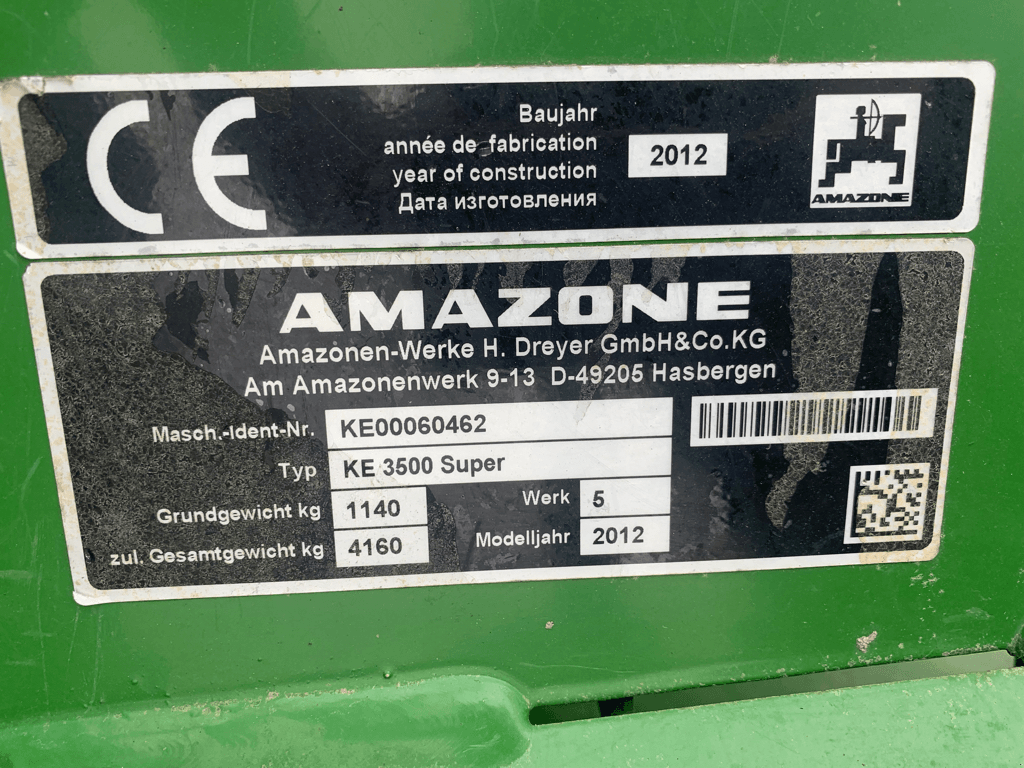 CE
Baujahr
année de fabrication
year of construction
Дата изготовления
2012
AMAZONE
AMAZONE
Amazonen-Werke H. Dreyer GmbH&Co.KG
Am Amazonenwerk 9-13 D-49205 Hasbergen
Masch.-Ident-Nr. KE00060462
Typ KE 3500 Super
Grundgewicht kg 1140 Werk 5
zul. Gesamtgewicht kg 4160 Modelljahr 2012